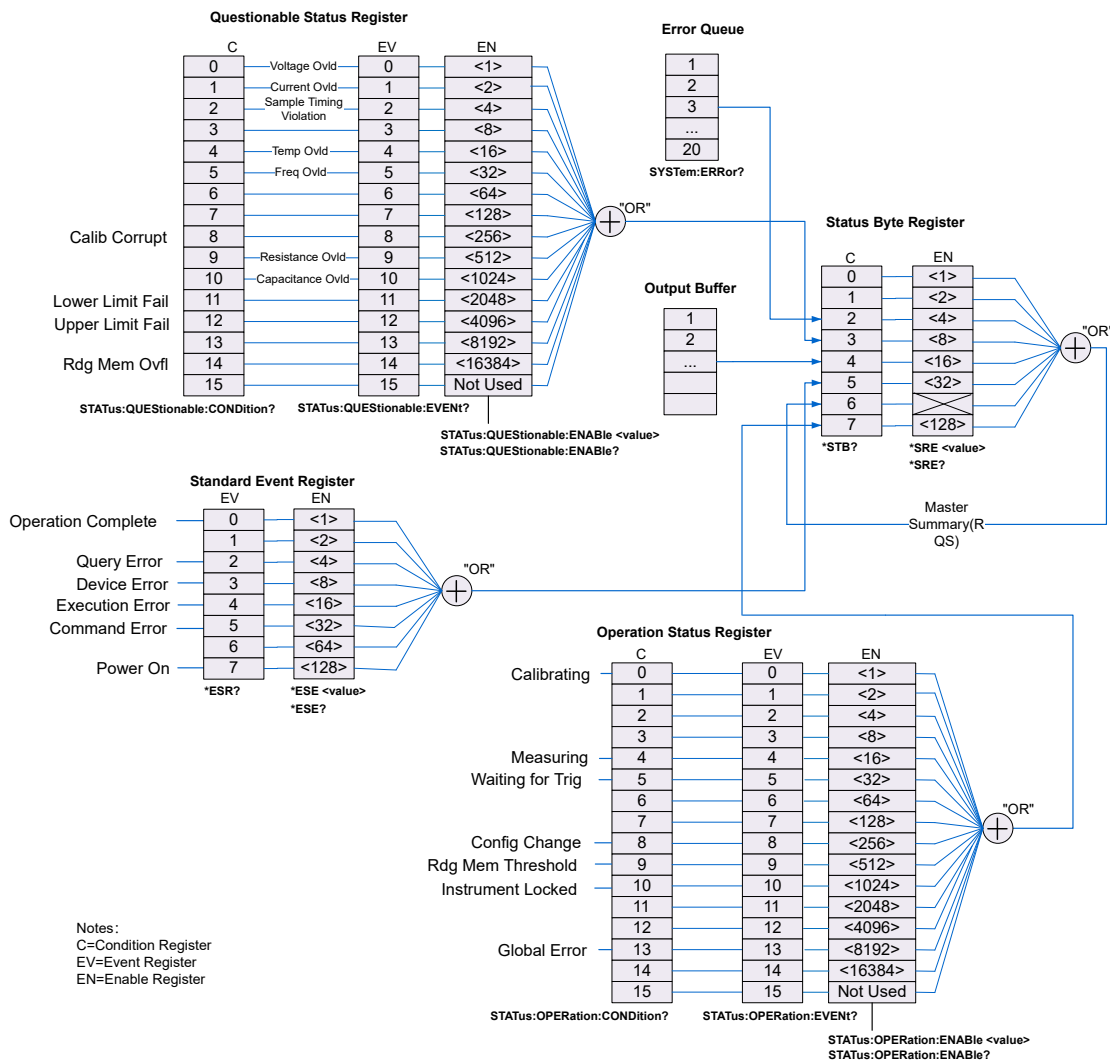 Questionable Status Register
C EV EN
0 Voltage Ovld 0 <1>
1 Current Ovld 1 <2>
2 Sample Timing Violation 2 <4>
3 3 <8>
4 Temp Ovld 4 <16>
5 Freq Ovld 5 <32>
6 6 <64>
7 7 <128>
Calib Corrupt 8 8 <256>
9 Resistance Ovld 9 <512>
10 Capacitance Ovld 10 <1024>
Lower Limit Fail 11 11 <2048>
Upper Limit Fail 12 12 <4096>
13 13 <8192>
Rdg Mem Ovfl 14 14 <16384>
15 15 Not Used
"OR"
STATus:QUEStionable:CONDition? STATus:QUEStionable:EVENt?
STATus:QUEStionable:ENABle <value>
STATus:QUEStionable:ENABle?
Error Queue
1
2
3
...
20
SYSTem:ERRor?
Output Buffer
1
2
...
Status Byte Register
C EN
0 <1>
1 <2>
2 <4>
3 <8>
4 <16>
5 <32>
6
7 <128>
"OR"
*STB? *SRE <value>
*SRE?
Master
Summary(R
QS)
Standard Event Register
EV EN
Operation Complete 0 <1>
1 <2>
Query Error 2 <4>
Device Error 3 <8>
Execution Error 4 <16>
Command Error 5 <32>
6 <64>
Power On 7 <128>
"OR"
*ESR? *ESE <value>
*ESE?
Operation Status Register
C EV EN
Calibrating 0 0 <1>
1 1 <2>
2 2 <4>
3 3 <8>
Measuring 4 4 <16>
Waiting for Trig 5 5 <32>
6 6 <64>
7 7 <128>
Config Change 8 8 <256>
Rdg Mem Threshold 9 9 <512>
Instrument Locked 10 10 <1024>
11 11 <2048>
12 12 <4096>
Global Error 13 13 <8192>
14 14 <16384>
15 15 Not Used
"OR"
STATus:OPERation:CONDition? STATus:OPERation:EVENt?
STATus:OPERation:ENABle <value>
STATus:OPERation:ENABle?
Notes:
C=Condition Register
EV=Event Register
EN=Enable Register